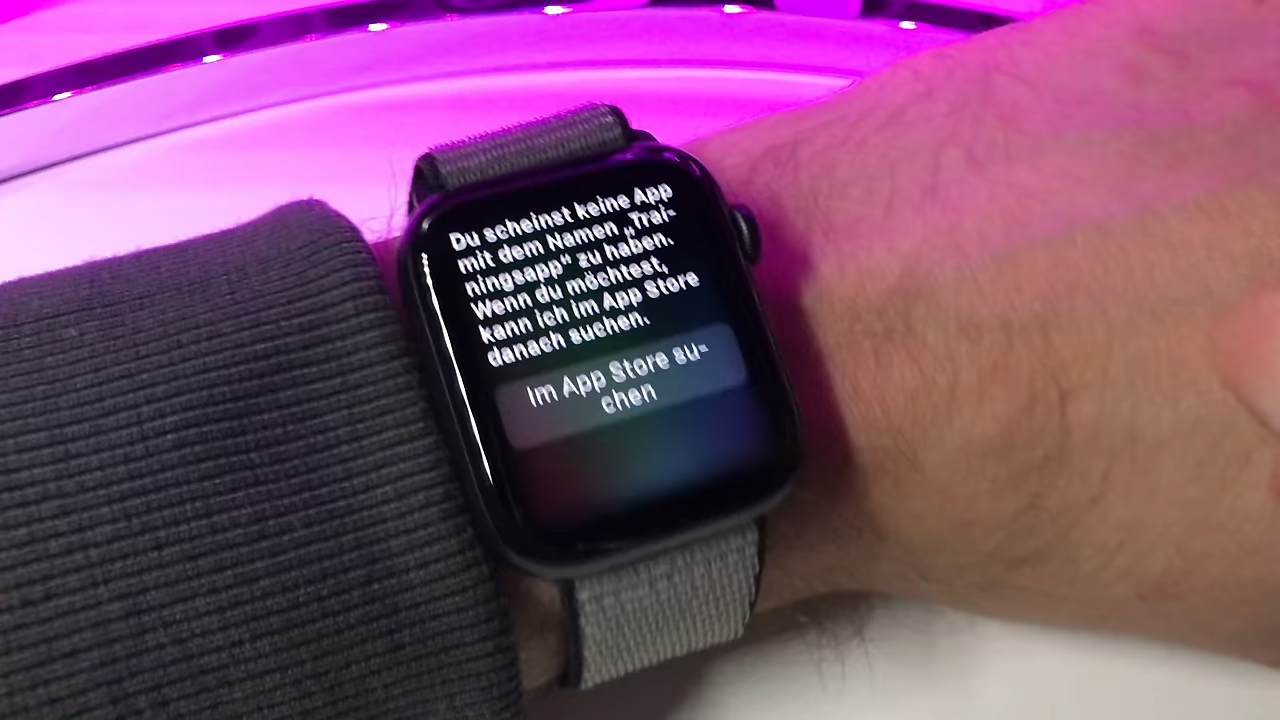 Du scheinst keine App
mit dem Namen „Trai-
ningsapp“ zu haben.
Wenn du möchtest,
kann ich im App Store
danach suchen.
Im App Store su-
chen